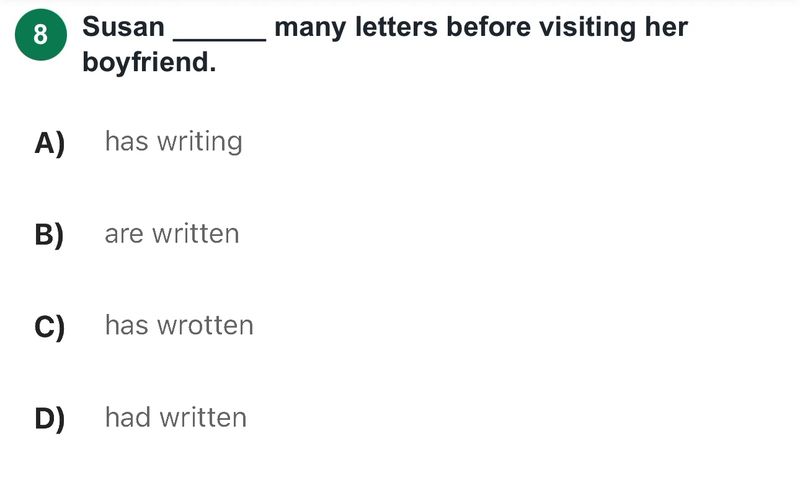 8 Susan ______ many letters before visiting her
boyfriend.
A) has writing
B) are written
C) has wrotten
D) had written